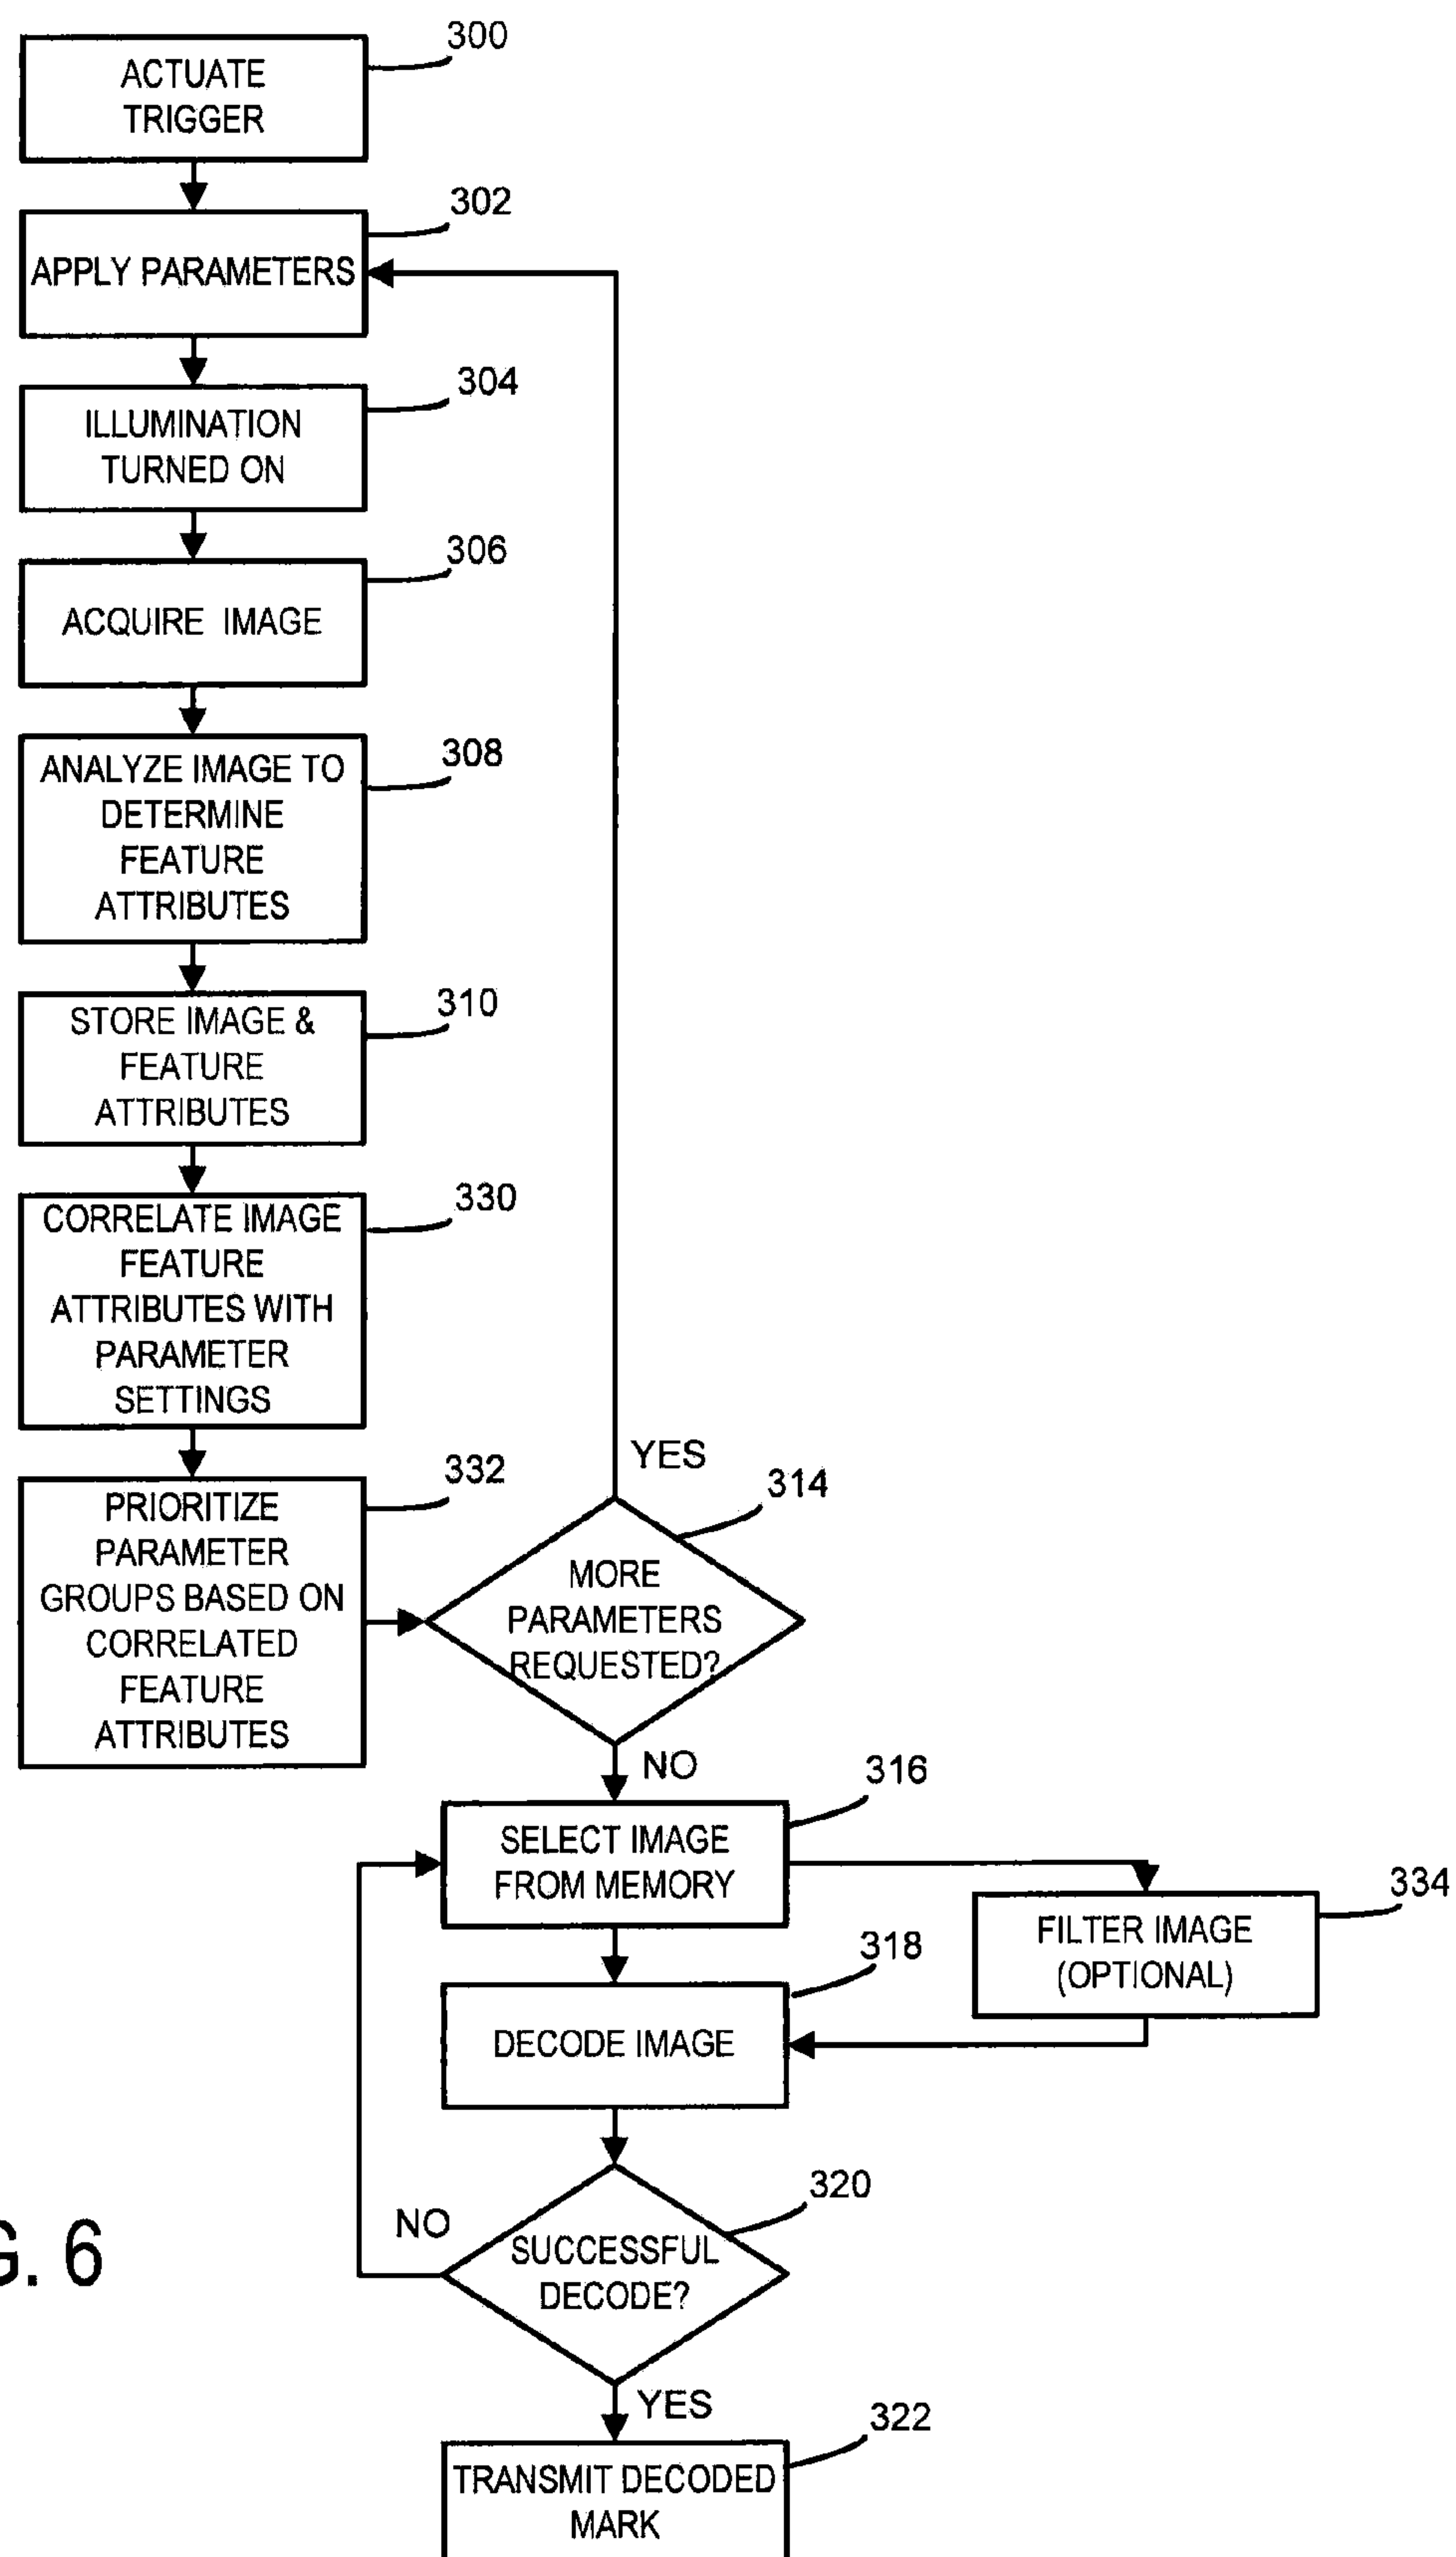 300
ACTUATE
TRIGGER
302
APPLY PARAMETERS
304
ILLUMINATION
TURNED ON
306
ACQUIRE IMAGE
308
ANALYZE IMAGE TO
DETERMINE
FEATURE
ATTRIBUTES
310
STORE IMAGE &
FEATURE
ATTRIBUTES
330
CORRELATE IMAGE
FEATURE
ATTRIBUTES WITH
PARAMETER
SETTINGS
332
PRIORITIZE
PARAMETER
GROUPS BASED ON
CORRELATED
FEATURE
ATTRIBUTES
YES
314
MORE
PARAMETERS
REQUESTED?
NO
316
SELECT IMAGE
FROM MEMORY
334
FILTER IMAGE
(OPTIONAL)
318
DECODE IMAGE
320
NO
SUCCESSFUL
DECODE?
G. 6
YES
322
TRANSMIT DECODED
MARK